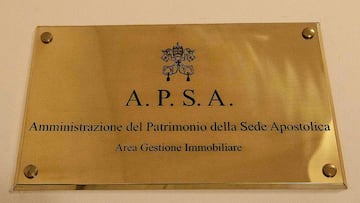 A. P. S. A.
Amministrazione del Patrimonio della Sede Apostolica
Area Gestione Immobiliare